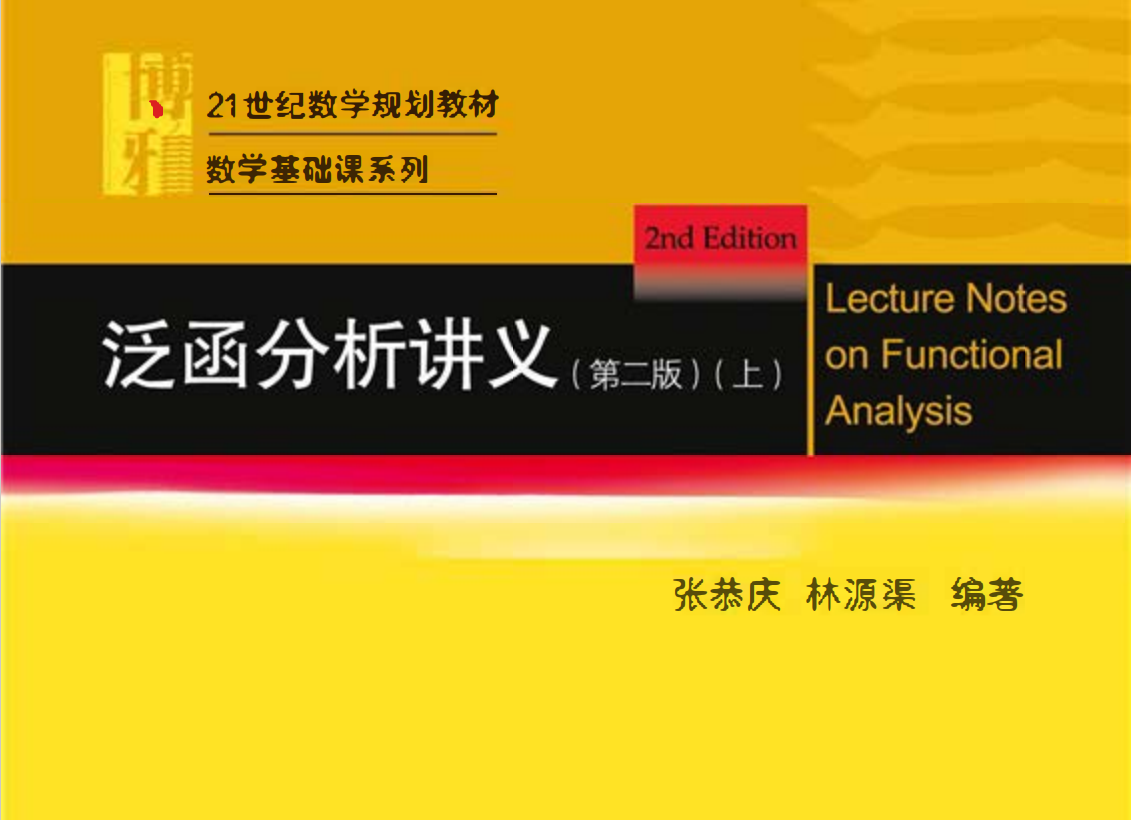 博雅
21世纪数学规划教材
数学基础课系列
2nd Edition
泛函分析讲义(第二版)(上)
Lecture Notes
on Functional
Analysis
张恭庆 林源渠 编著